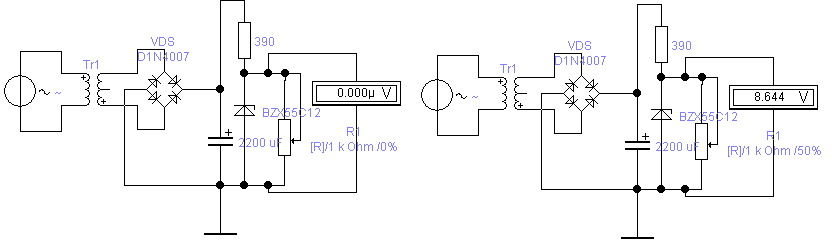 VDS
D1N4007
390
Tr1
~
0.000µ V
BZX55C12
+
2200 uF
R1
[R]/1 k Ohm /0%
VDS
D1N4007
390
Tr1
~
8.644 V
BZX55C12
+
2200 uF
R1
[R]/1 k Ohm /50%